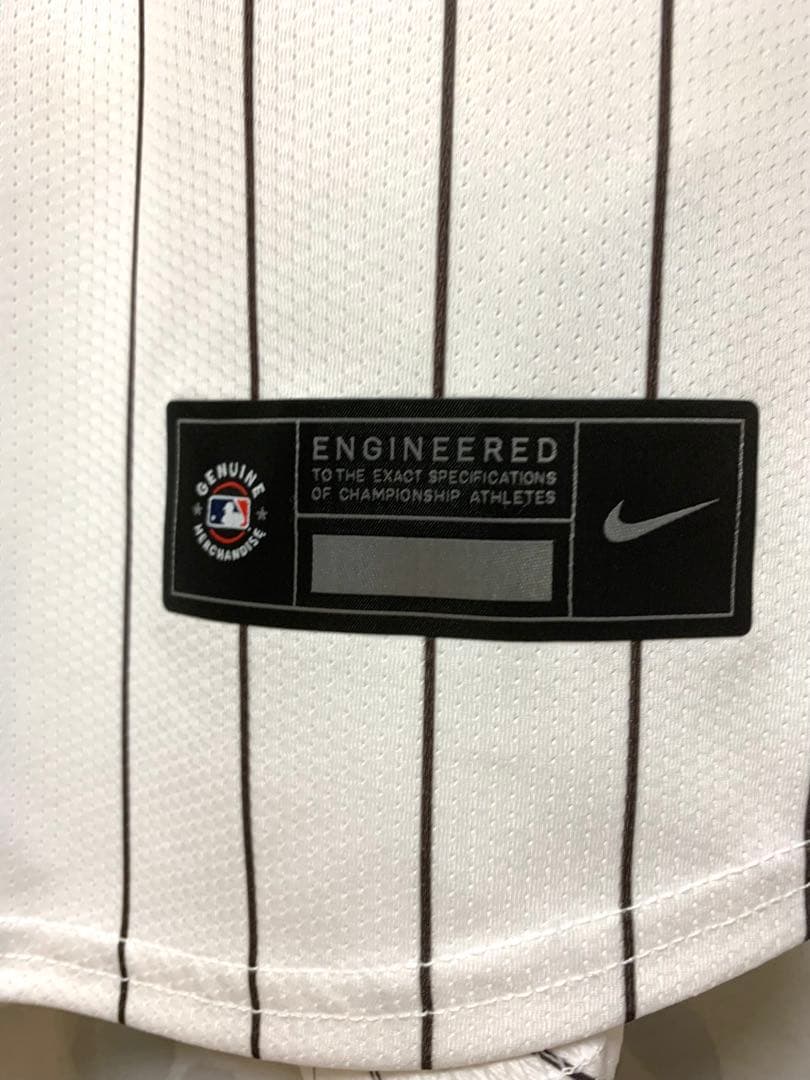 GENUINE
MERCHANDISE
ENGINEERED
TO THE EXACT SPECIFICATIONS
OF CHAMPIONSHIP ATHLETES